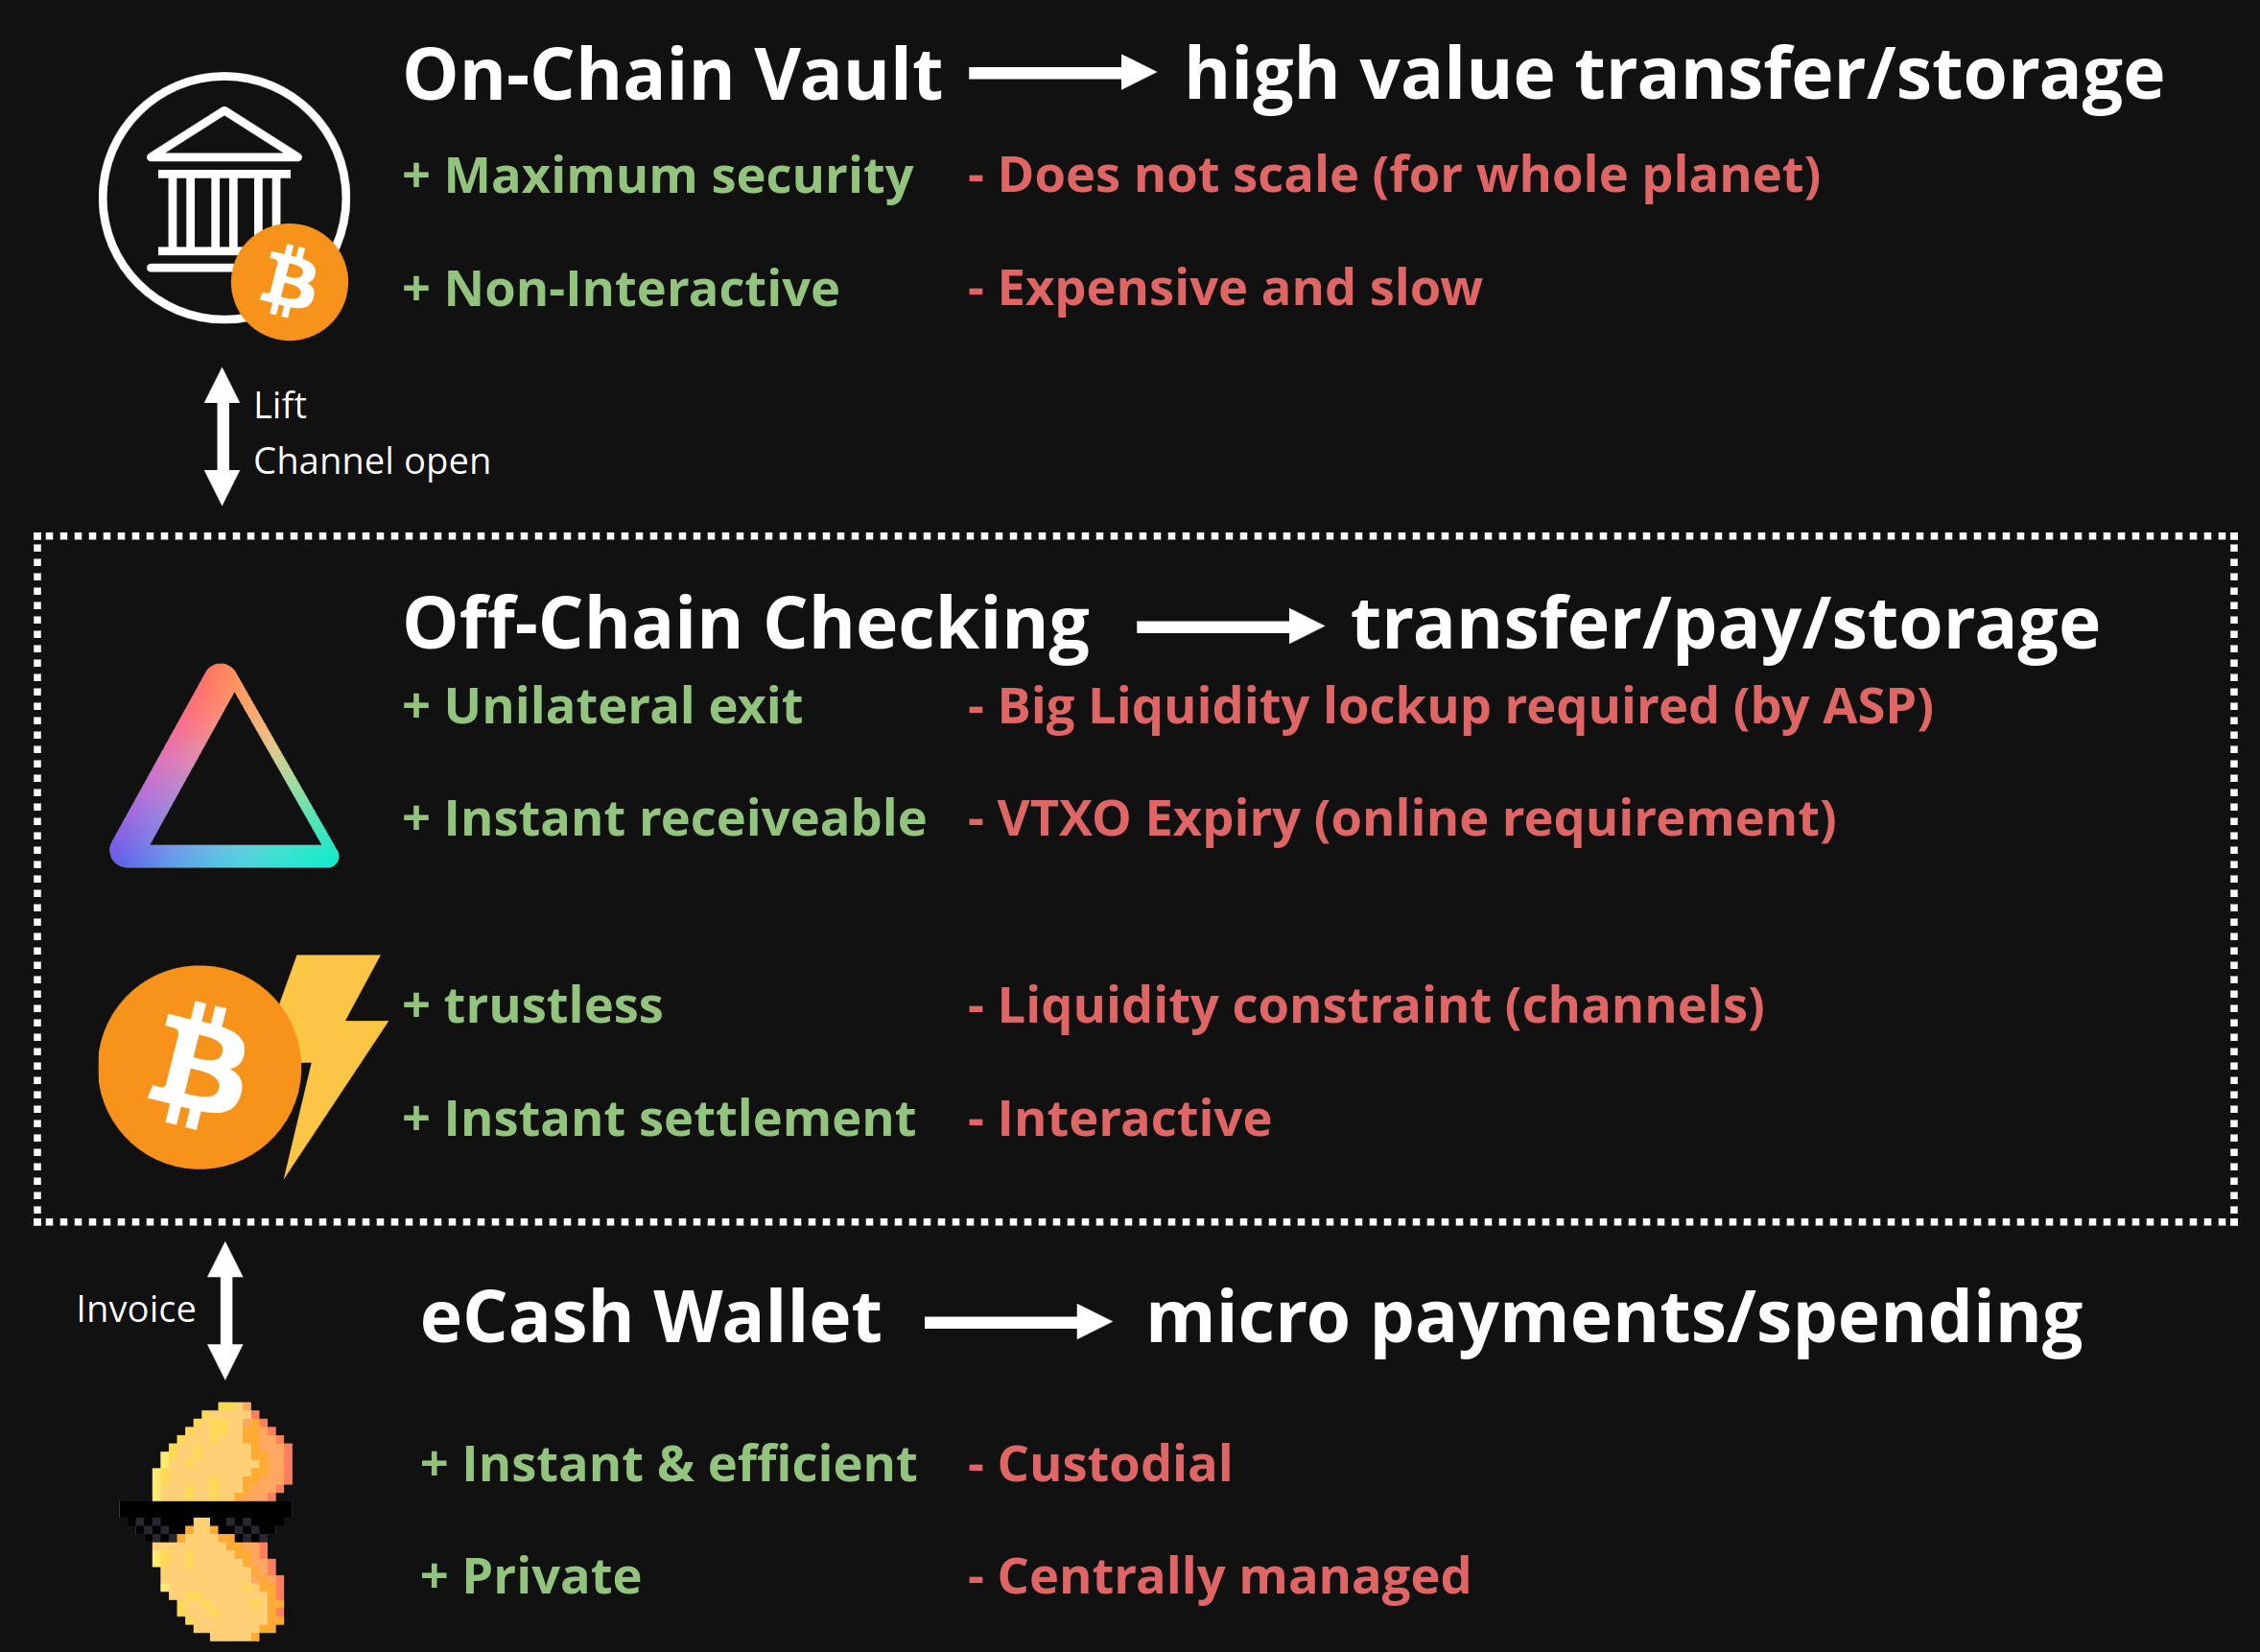 On-Chain Vault high value transfer/storage
+ Maximum security - Does not scale (for whole planet)
+ Non-Interactive - Expensive and slow
Lift
Channel open
Off-Chain Checking transfer/pay/storage
+ Unilateral exit - Big Liquidity lockup required (by ASP)
+ Instant receiveable - VTXO Expiry (online requirement)
+ trustless - Liquidity constraint (channels)
+ Instant settlement - Interactive
Invoice
eCash Wallet micro payments/spending
+ Instant & efficient - Custodial
+ Private - Centrally managed